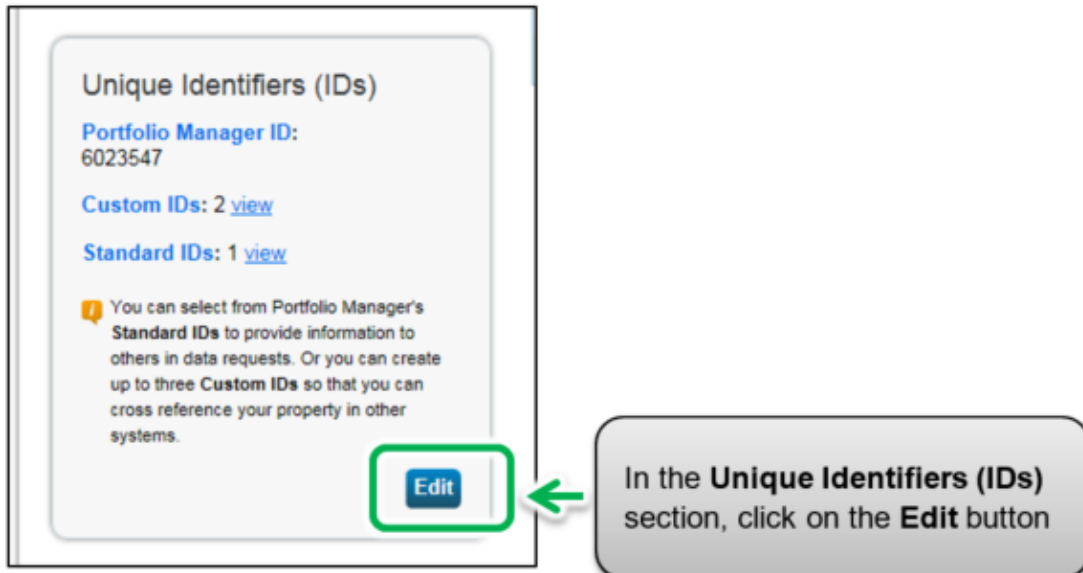 Unique Identifiers (IDs)
Portfolio Manager ID:
6023547
Custom IDs: 2 view
Standard IDs: 1 view
You can select from Portfolio Manager's
Standard IDs to provide information to
others in data requests. Or you can create
up to three Custom IDs so that you can
cross reference your property in other
systems.
Edit
In the Unique Identifiers (IDs)
section, click on the Edit button